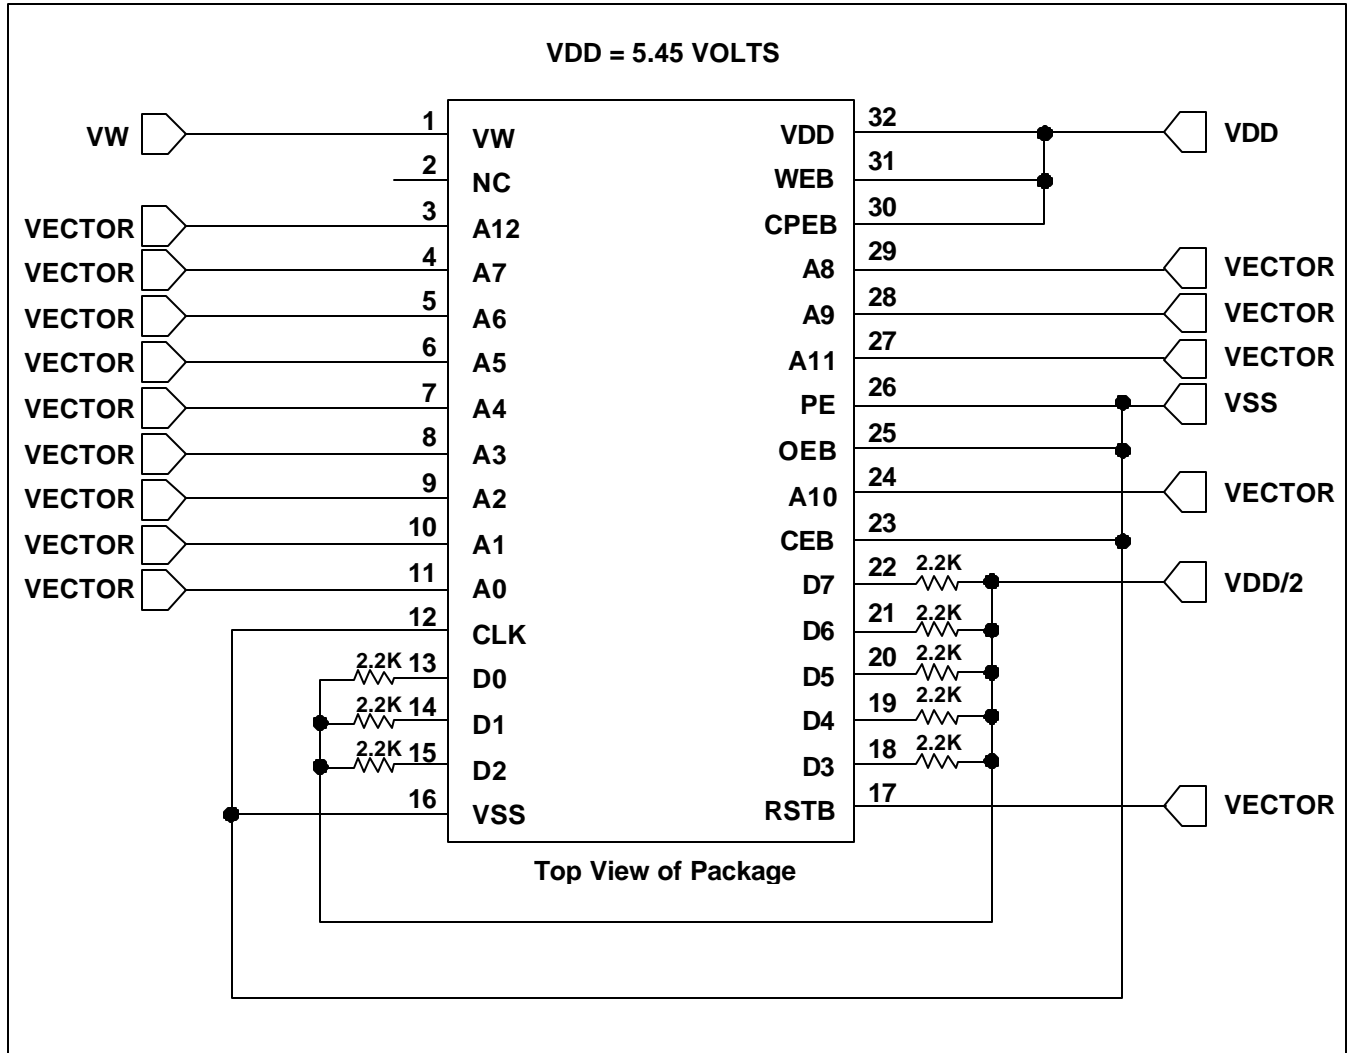 VDD = 5.45 VOLTS
VW 1 VW
2 NC
VECTOR 3 A12
VECTOR 4 A7
VECTOR 5 A6
VECTOR 6 A5
VECTOR 7 A4
VECTOR 8 A3
VECTOR 9 A2
VECTOR 10 A1
VECTOR 11 A0
12 CLK
2.2K 13 D0
2.2K 14 D1
2.2K 15 D2
16 VSS
VDD 32 VDD
WEB 31
CPEB 30
A8 29 VECTOR
A9 28 VECTOR
A11 27 VECTOR
PE 26 VSS
OEB 25
A10 24 VECTOR
CEB 23
D7 22 2.2K VDD/2
D6 21 2.2K
D5 20 2.2K
D4 19 2.2K
D3 18 2.2K
RSTB 17 VECTOR
Top View of Package